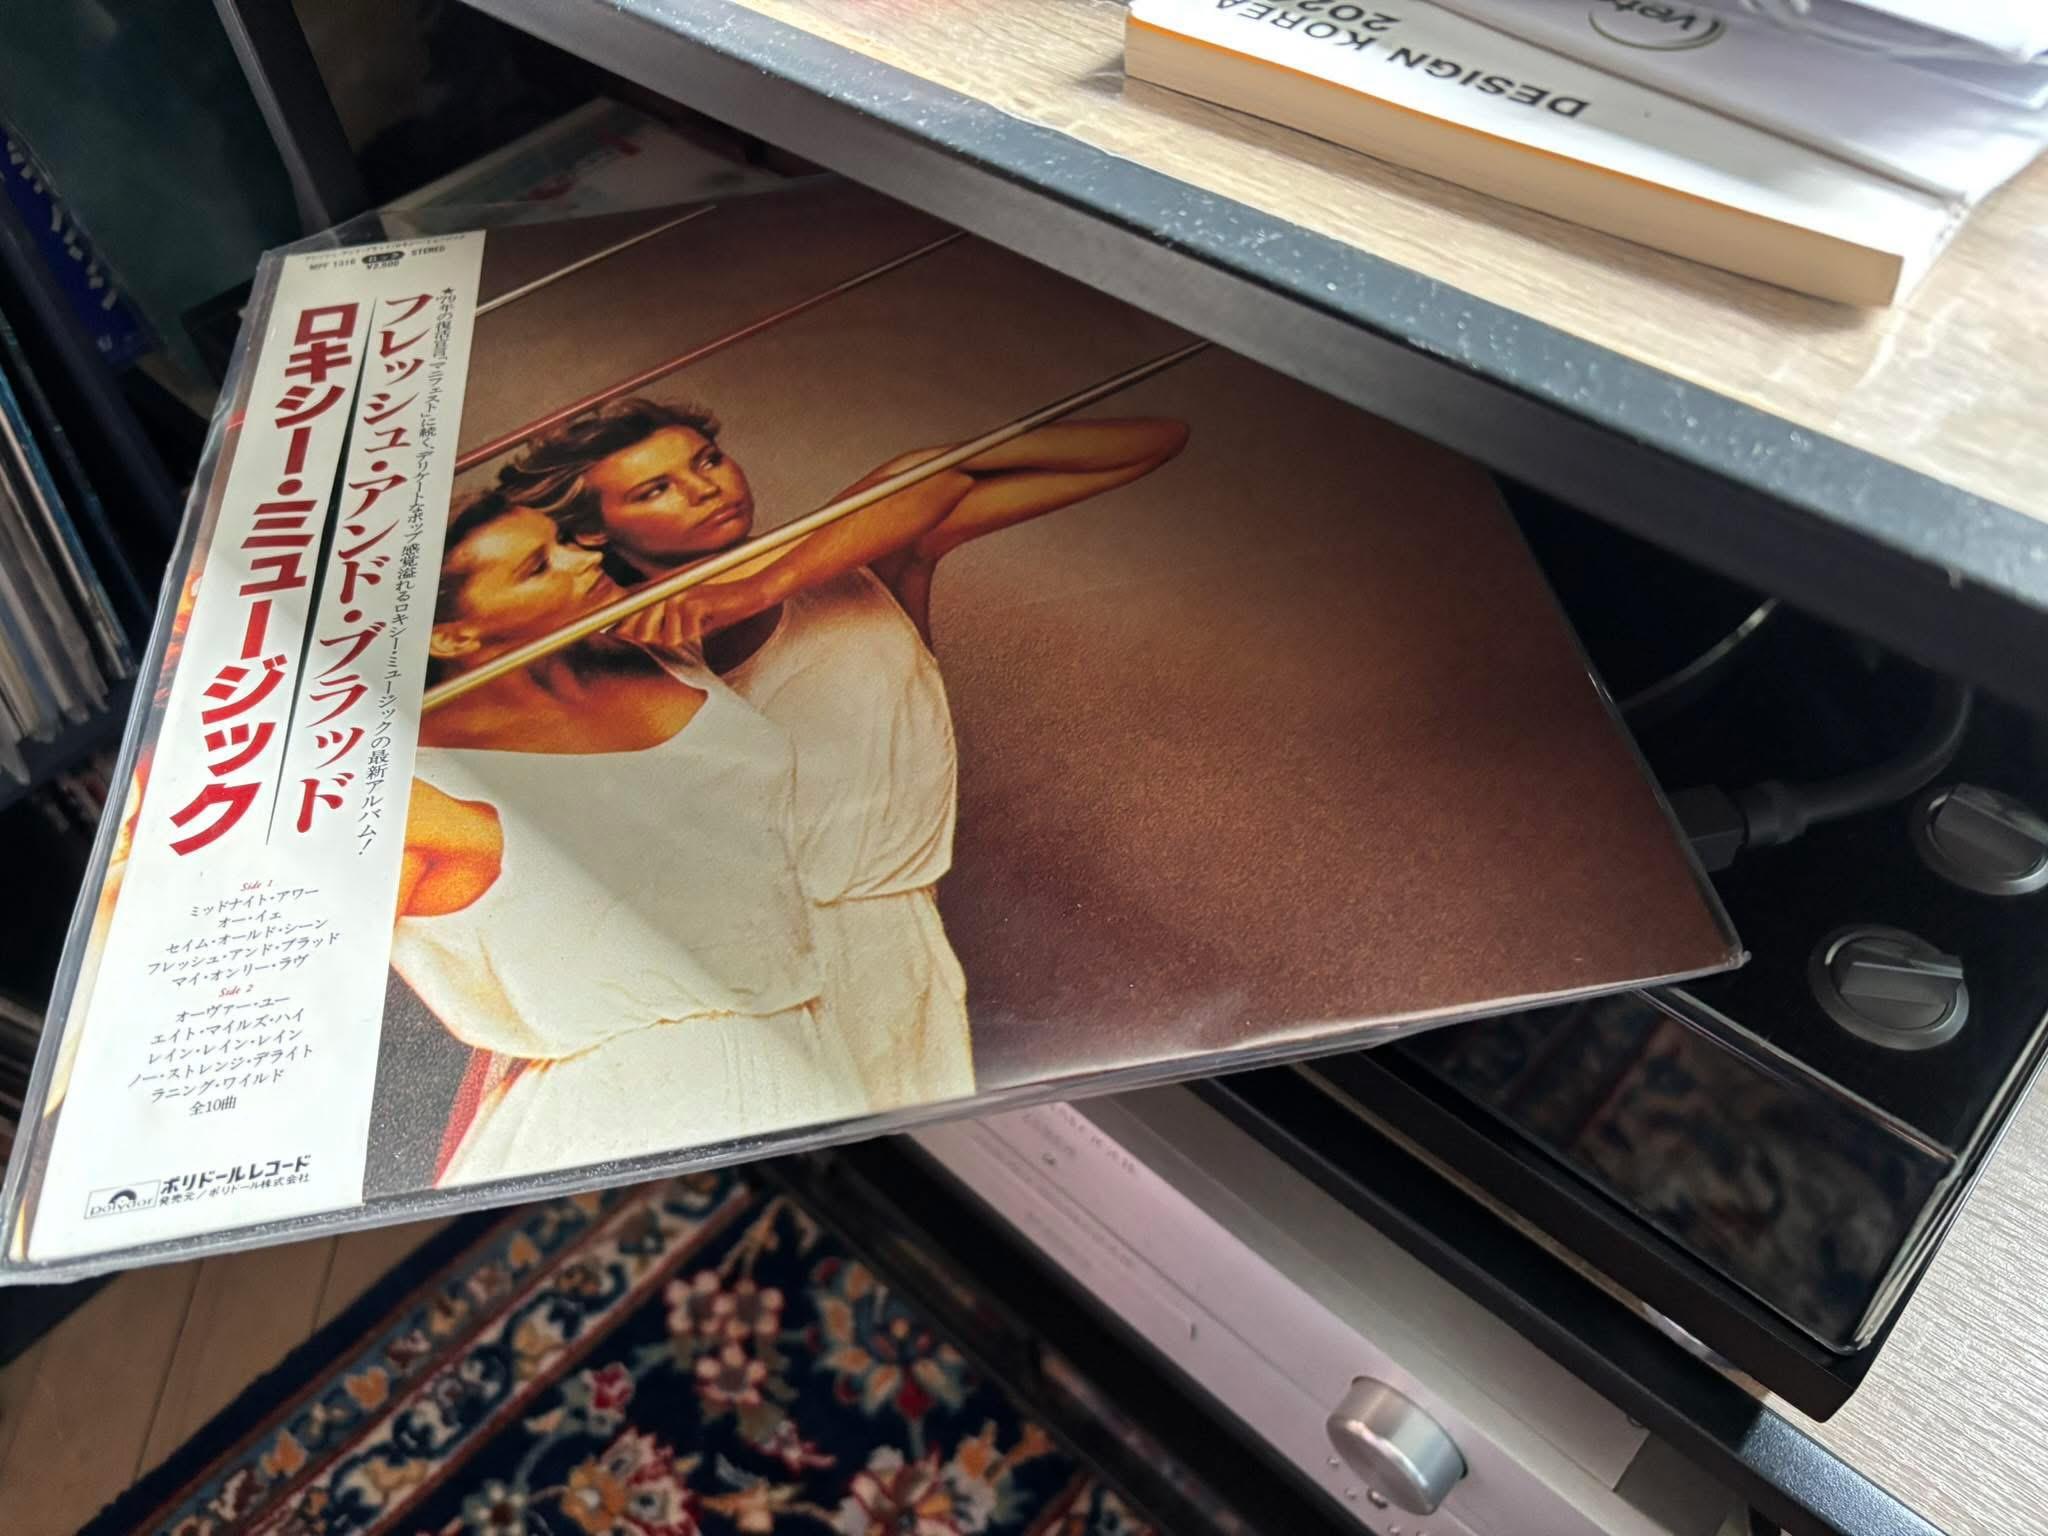 DESIGN KOREA
MPF 1316 ロック STEREO
¥2,500
ロキシー・ミュージック
フレッシュ・アンド・ブラッド
★'79年の復活宣言「マニフェスト」に続く、デリケートなポップ感覚溢れるロキシー・ミュージックの最新アルバム!
Side 1
ミッドナイト・アワー
オー・イエ
セイム・オールド・シーン
フレッシュ・アンド・ブラッド
マイ・オンリー・ラヴ
Side 2
オーヴァー・ユー
エイト・マイルズ・ハイ
レイン・レイン・レイン
ノー・ストレンジ・デライト
ラニング・ワイルド
全10曲
Polydor
ポリドールレコード
発売元/ポリドール株式会社